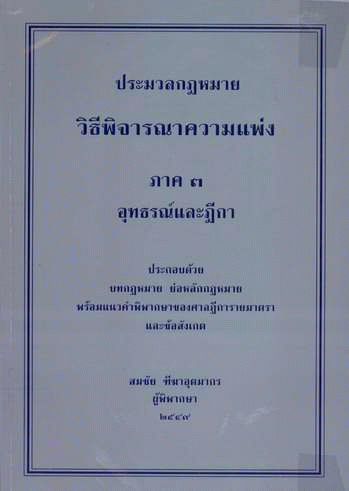 ประมวลกฎหมาย
วิธีพิจารณาความแพ่ง
ภาค ๓
อุทธรณ์และฎีกา
ประกอบด้วย
บทกฎหมาย ย่อหลักกฎหมาย
พร้อมแนวคำพิพากษาของศาลฎีการายมาตรา
และข้อสังเกต
สมชัย ฑีฆาอุตมากร
ผู้พิพากษา
๒๕๔๙